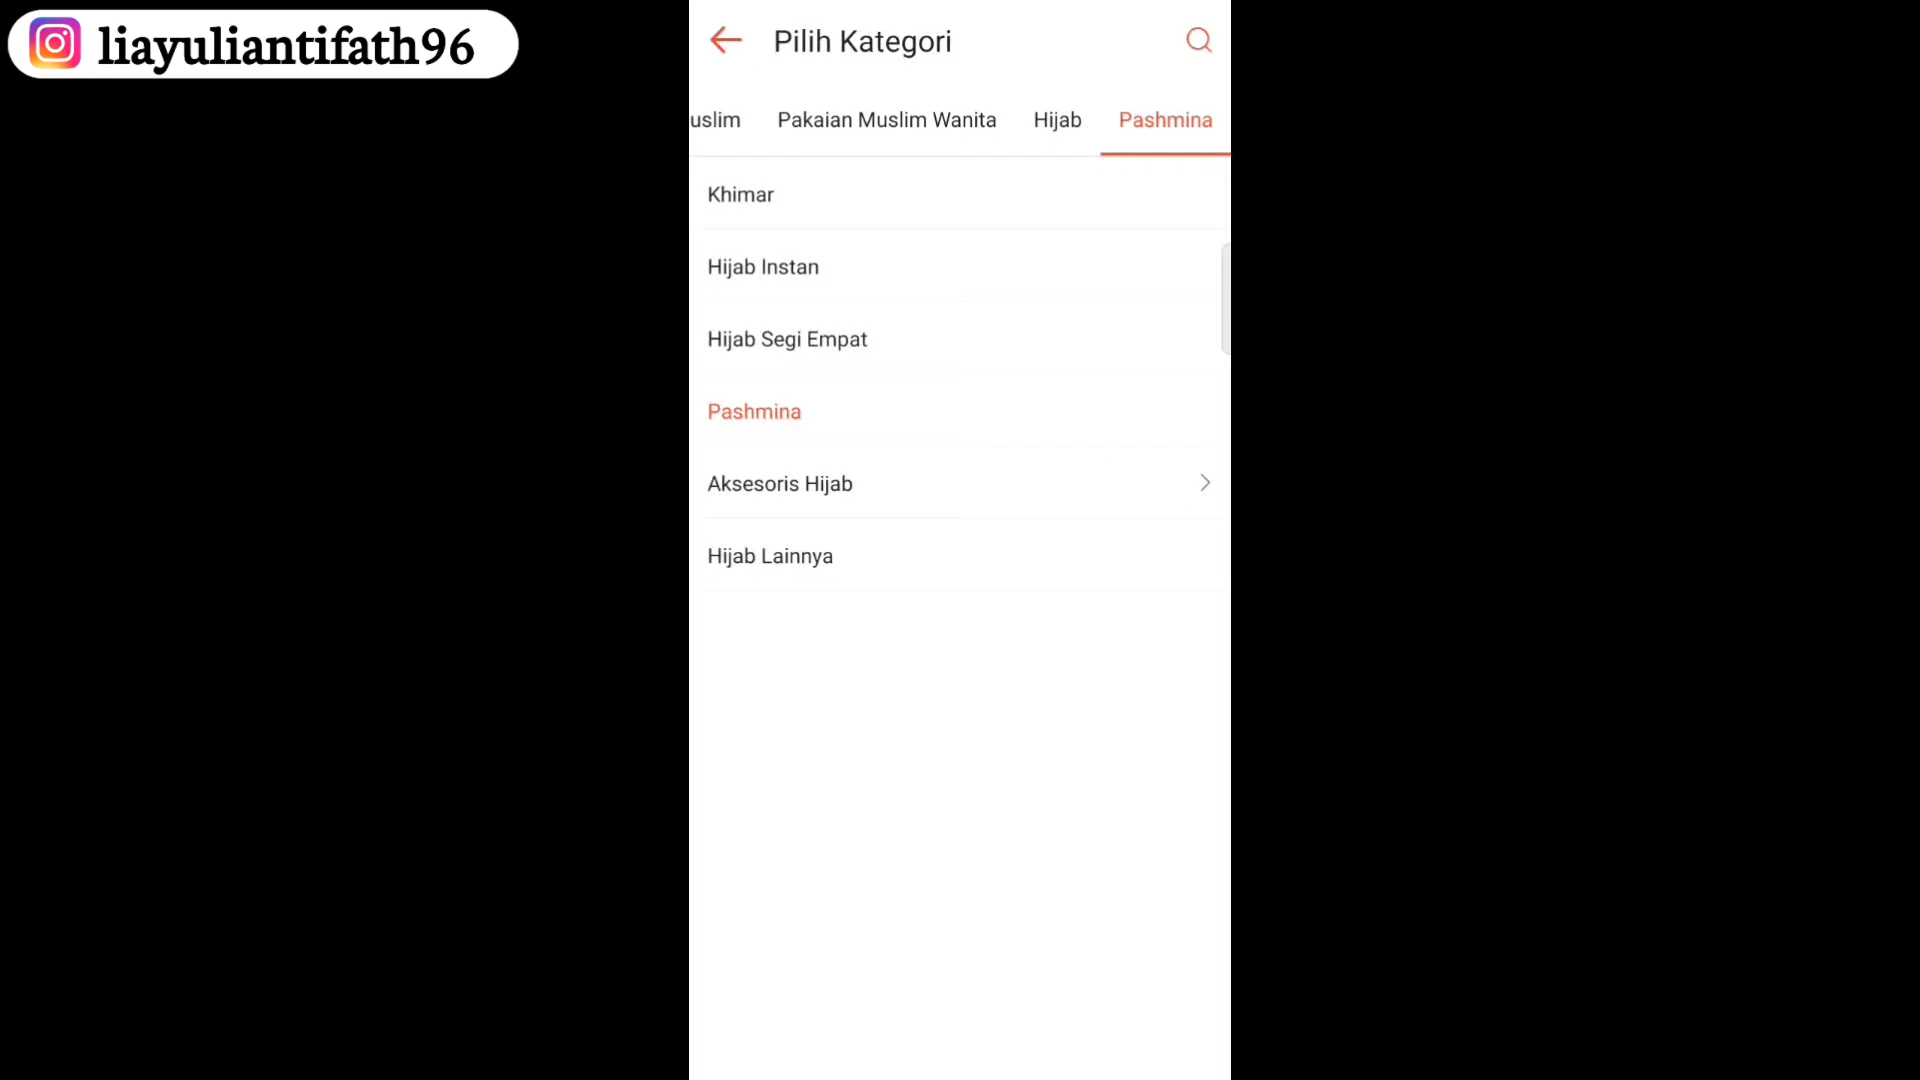 liayuliantifath96
Pilih Kategori
uslim Pakaian Muslim Wanita Hijab Pashmina
Khimar
Hijab Instan
Hijab Segi Empat
Pashmina
Aksesoris Hijab
Hijab Lainnya